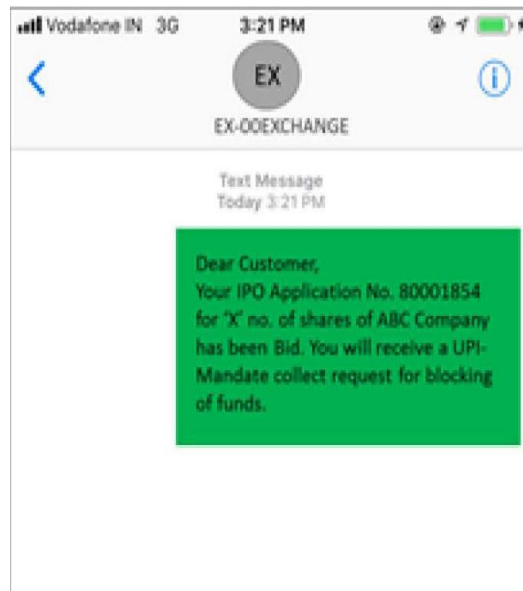 Vodafone IN 3G 3:21 PM
EX
EX-00EXCHANGE
Text Message
Today 3:21 PM
Dear Customer,
Your IPO Application No. 80001854
for 'X' no. of shares of ABC Company
has been Bid. You will receive a UPI-
Mandate collect request for blocking
of funds.